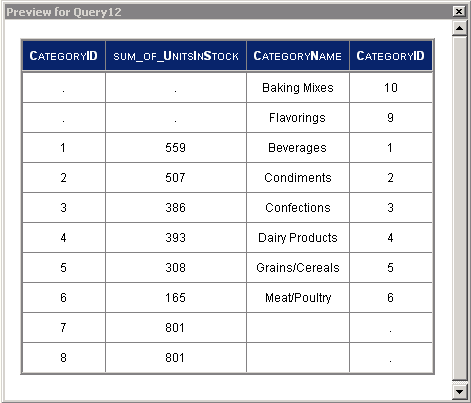 Preview for Query12
CategoryID sum_of_UnitsInStock CategoryName CategoryID
. . Baking Mixes 10
. . Flavorings 9
1 559 Beverages 1
2 507 Condiments 2
3 386 Confections 3
4 393 Dairy Products 4
5 308 Grains/Cereals 5
6 165 Meat/Poultry 6
7 801 .
8 801 .